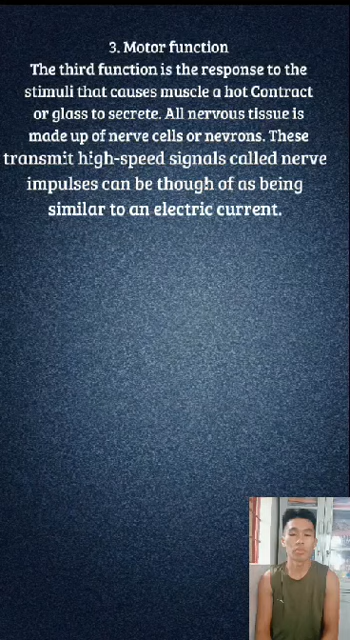 3. Motor function
The third function is the response to the
stimuli that causes muscle a hot Contract
or glass to secrete. All nervous tissue is
made up of nerve cells or nevrons. These
transmit high-speed signals called nerve
impulses can be though of as being
similar to an electric current.